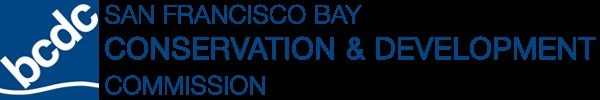 bcdc
SAN FRANCISCO BAY
CONSERVATION & DEVELOPMENT
COMMISSION